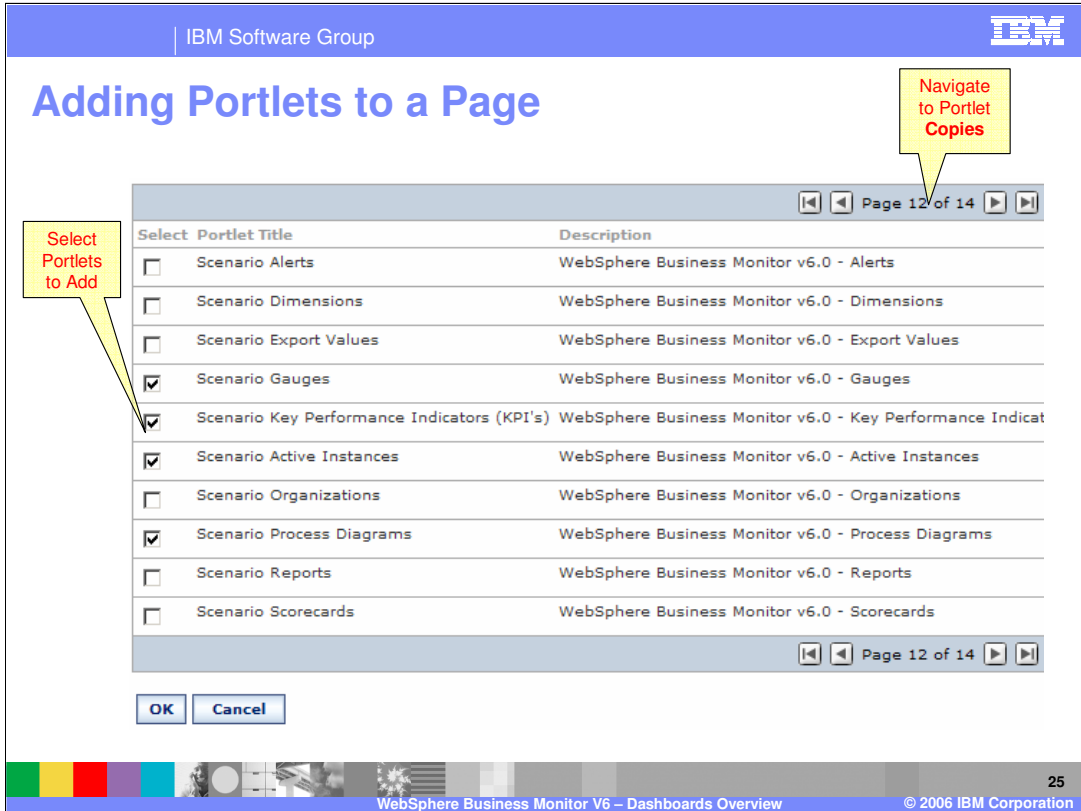 IBM Software Group
IBM
Adding Portlets to a Page
Navigate
to Portlet
Copies
Page 12 of 14
Select
Portlets
to Add
Select Portlet Title Description
Scenario Alerts WebSphere Business Monitor v6.0 - Alerts
Scenario Dimensions WebSphere Business Monitor v6.0 - Dimensions
Scenario Export Values WebSphere Business Monitor v6.0 - Export Values
Scenario Gauges WebSphere Business Monitor v6.0 - Gauges
Scenario Key Performance Indicators (KPI's) WebSphere Business Monitor v6.0 - Key Performance Indicat
Scenario Active Instances WebSphere Business Monitor v6.0 - Active Instances
Scenario Organizations WebSphere Business Monitor v6.0 - Organizations
Scenario Process Diagrams WebSphere Business Monitor v6.0 - Process Diagrams
Scenario Reports WebSphere Business Monitor v6.0 - Reports
Scenario Scorecards WebSphere Business Monitor v6.0 - Scorecards
Page 12 of 14
OK Cancel
25
WebSphere Business Monitor V6 – Dashboards Overview © 2006 IBM Corporation